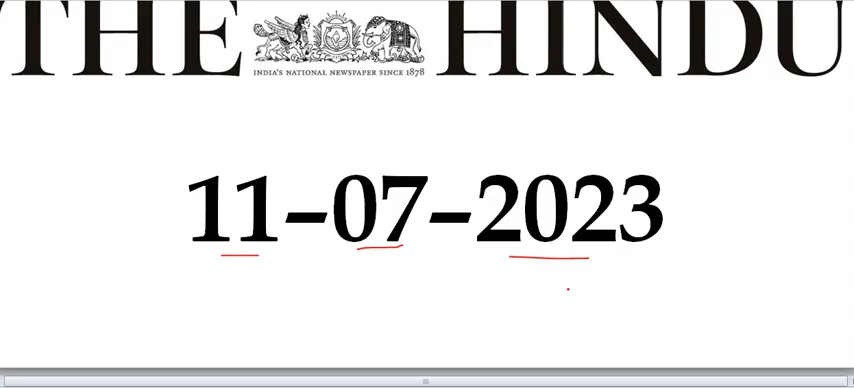 THE HINDU
INDIA'S NATIONAL NEWSPAPER SINCE 1878
11-07-2023